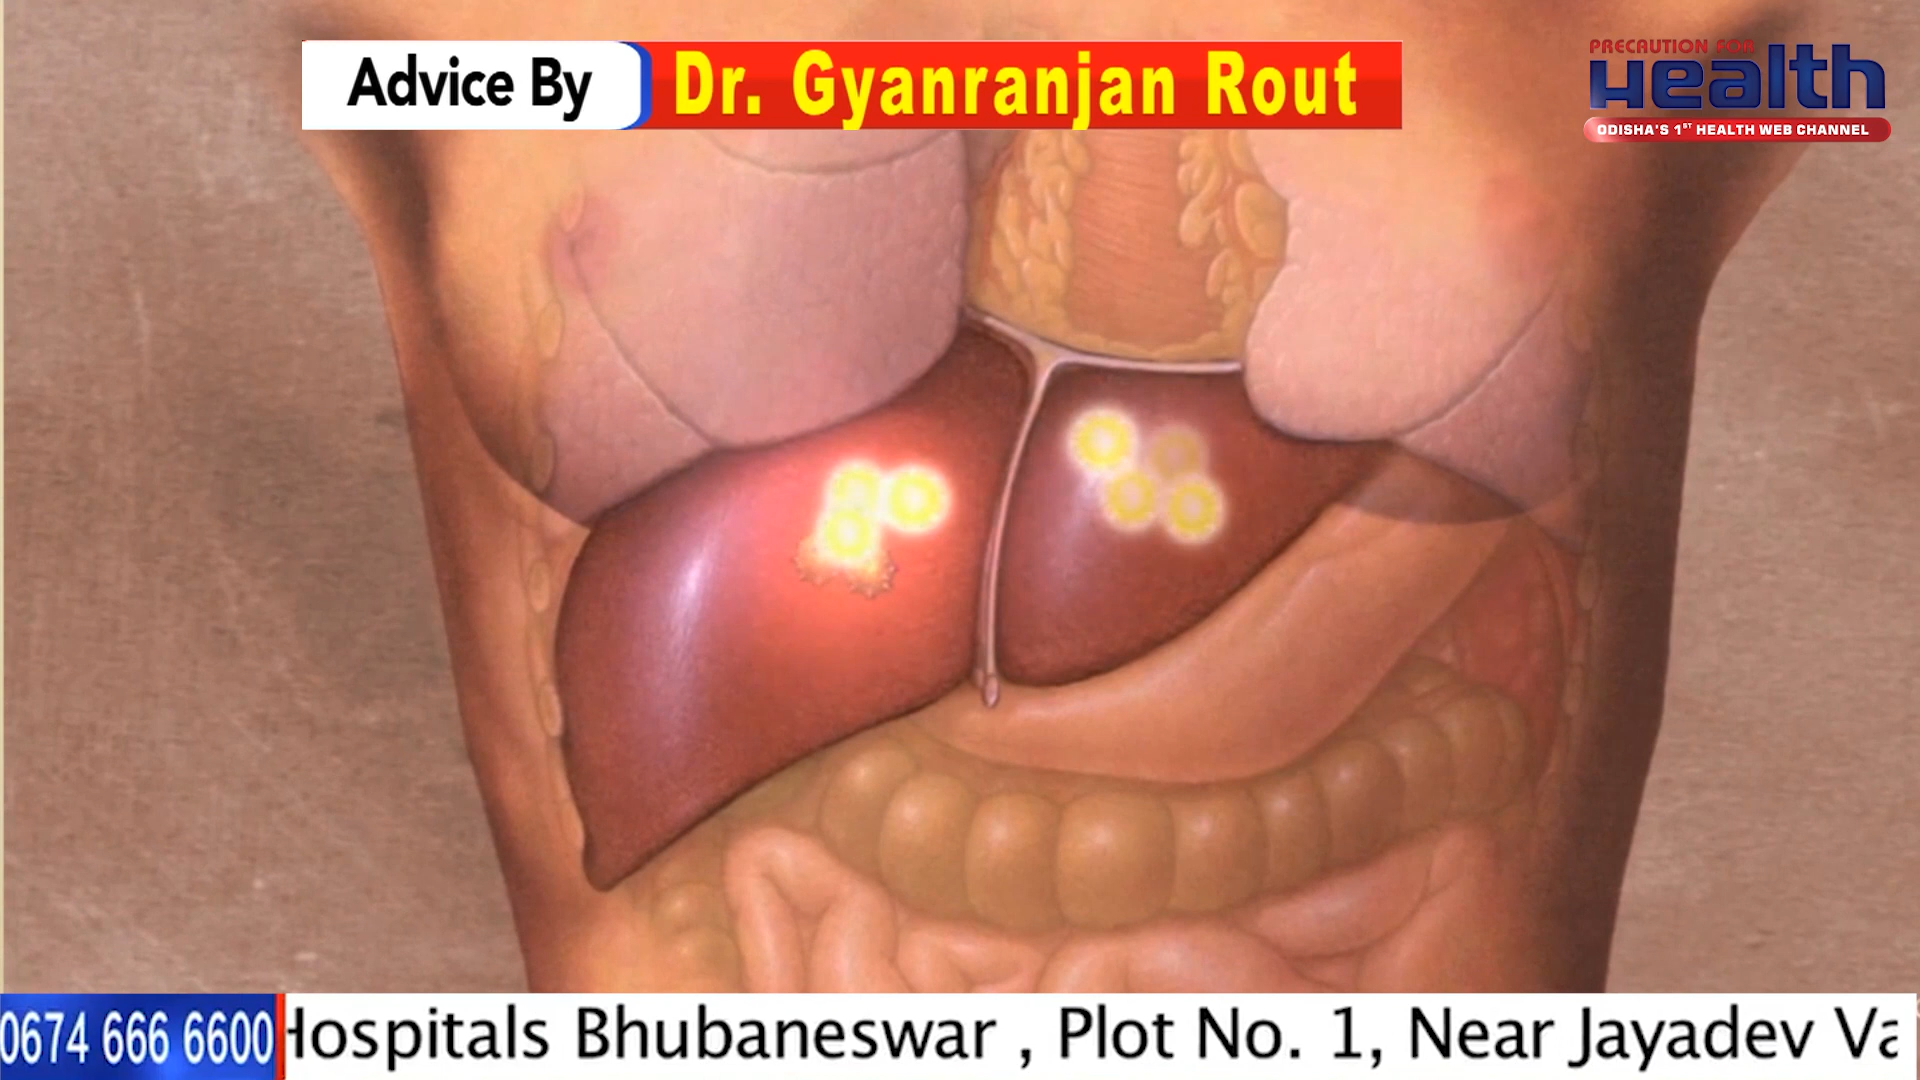 Advice By Dr. Gyanranjan Rout
PRECAUTION FOR
Health
ODISHA'S 1ST HEALTH WEB CHANNEL
0674 666 6600 Hospitals Bhubaneswar , Plot No. 1, Near Jayadev